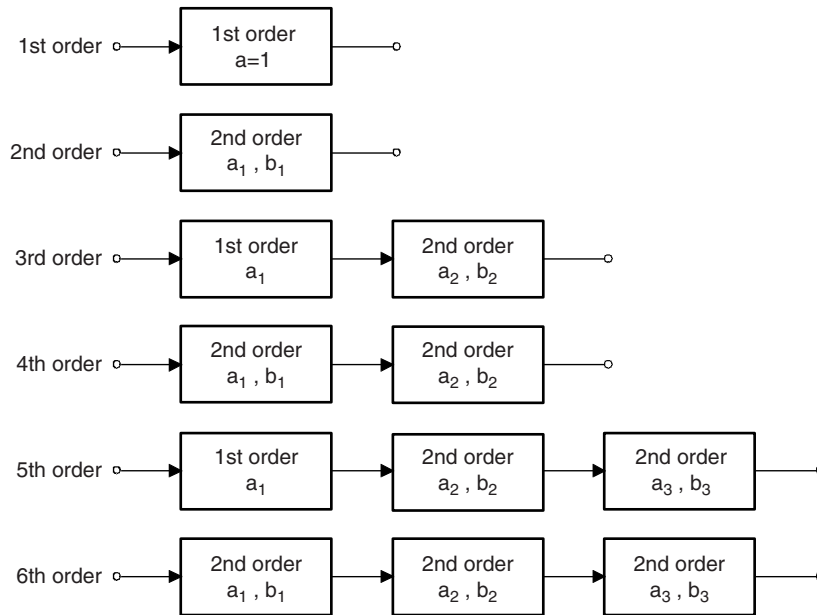 1st order
1st order
a=1
2nd order
2nd order
a₁ , b₁
3rd order
1st order
a₁
2nd order
a₂ , b₂
4th order
2nd order
a₁ , b₁
2nd order
a₂ , b₂
5th order
1st order
a₁
2nd order
a₂ , b₂
2nd order
a₃ , b₃
6th order
2nd order
a₁ , b₁
2nd order
a₂ , b₂
2nd order
a₃ , b₃